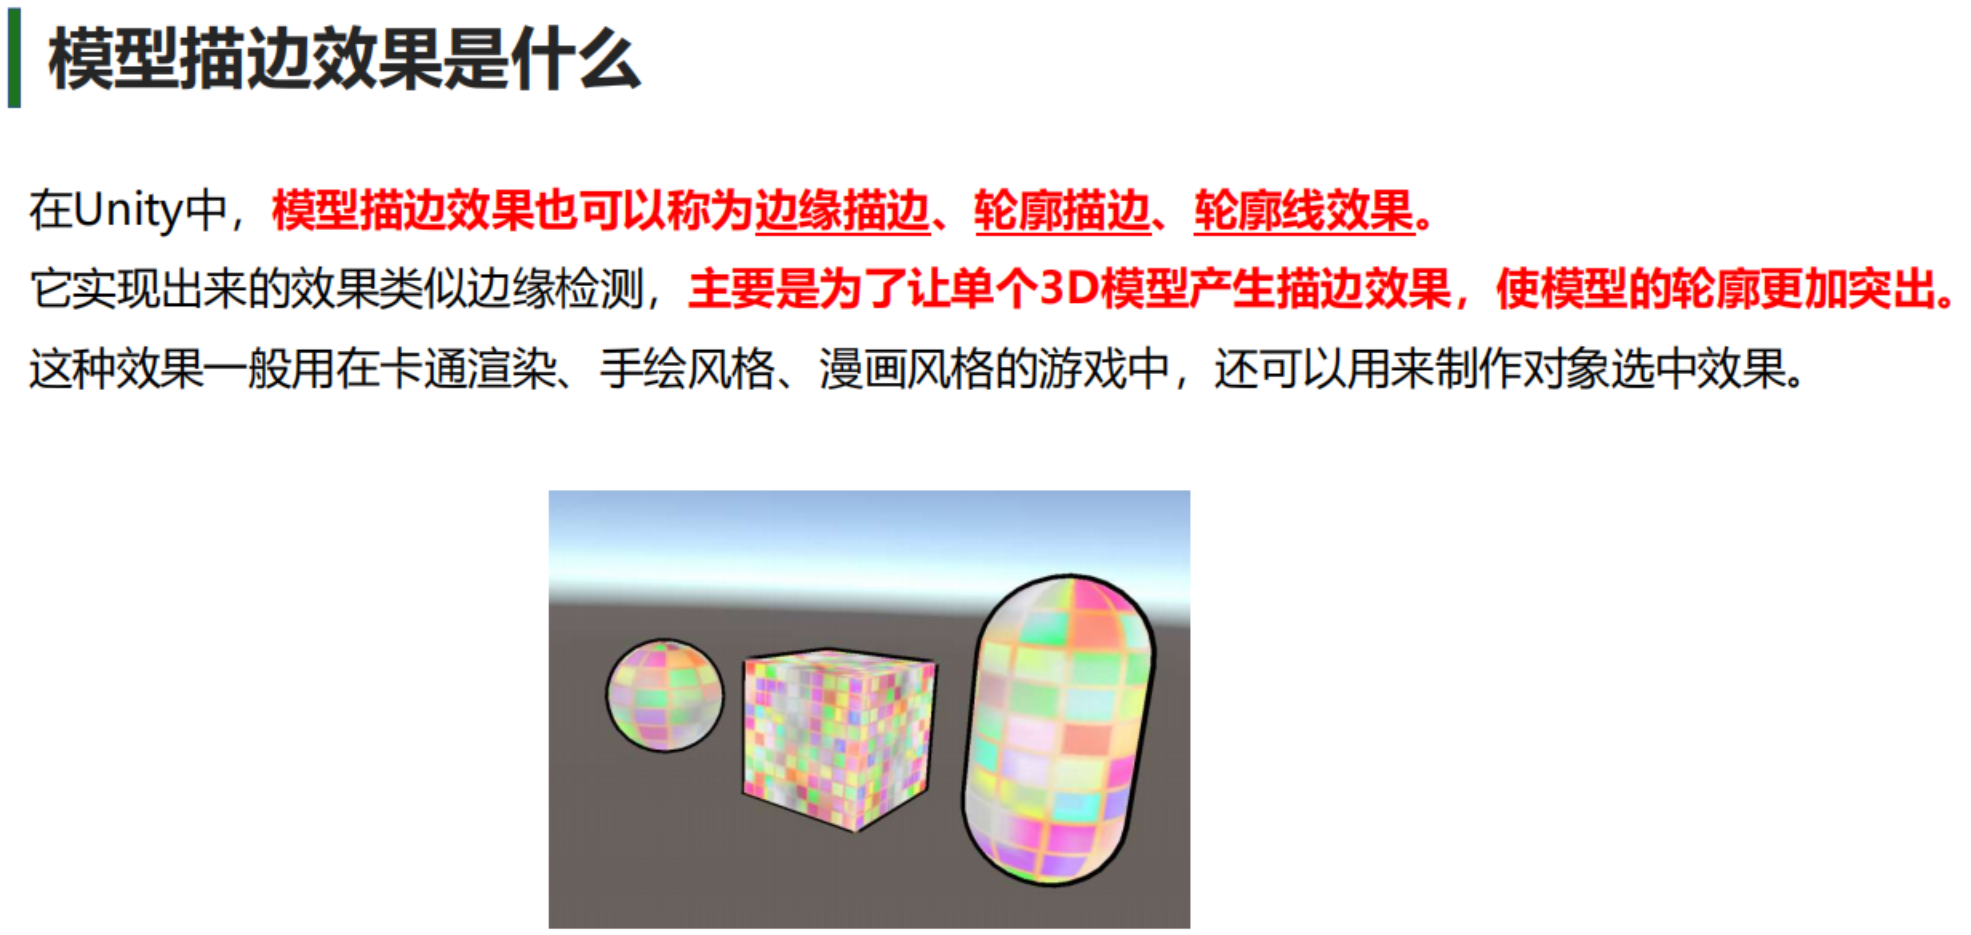 模型描边效果是什么
在Unity中，模型描边效果也可以称为边缘描边、轮廓描边、轮廓线效果。
它实现出来的效果类似边缘检测，主要是为了让单个3D模型产生描边效果，使模型的轮廓更加突出。
这种效果一般用在卡通渲染、手绘风格、漫画风格的游戏中，还可以用来制作对象选中效果。